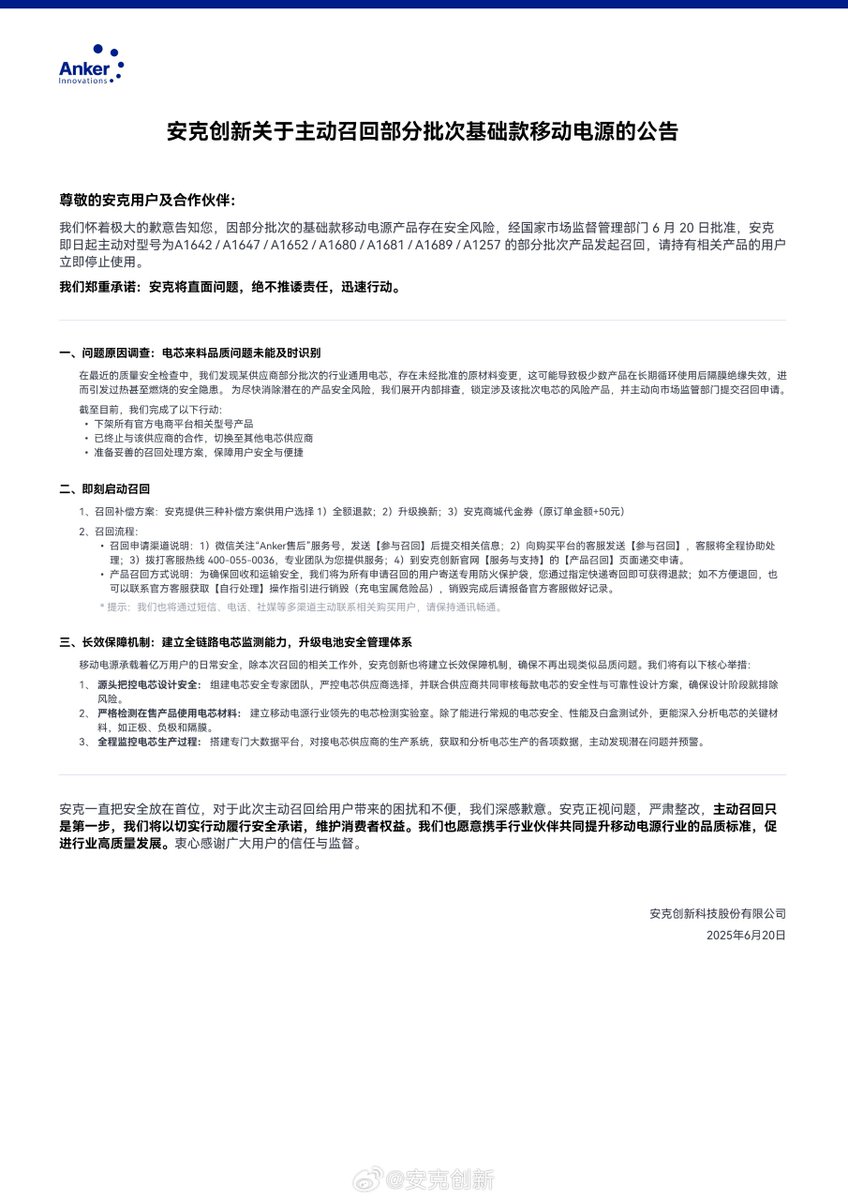 Anker
Innovations
安克创新关于主动召回部分批次基础款移动电源的公告
尊敬的安克用户及合作伙伴：
我们怀着极大的歉意告知您，因部分批次的基础款移动电源产品存在安全风险，经国家市场监督管理部门 6 月 20 日批准，安克
即日起主动对型号为A1642 / A1647 / A1652 / A1680 / A1681 / A1689 / A1257 的部分批次产品发起召回，请持有相关产品的用户
立即停止使用。
我们郑重承诺：安克将直面问题，绝不推诿责任，迅速行动。
一、问题原因调查：电芯来料品质问题未能及时识别
在最近的质量安全检查中，我们发现某供应商部分批次的行业通用电芯，存在未经批准的原材料变更，这可能导致极少数产品在长期循环使用后隔膜绝缘失效，进
而引发过热甚至燃烧的安全隐患。 为尽快消除潜在的产品安全风险，我们展开内部排查，锁定涉及该批次电芯的风险产品，并主动向市场监管部门提交召回申请。
截至目前，我们完成了以下行动：
• 下架所有官方电商平台相关型号产品
• 已终止与该供应商的合作，切换至其他电芯供应商
• 准备妥善的召回处理方案，保障用户安全与便捷
二、即刻启动召回
1、召回补偿方案：安克提供三种补偿方案供用户选择 1）全额退款；2）升级换新；3）安克商城代金券（原订单金额+50元）
2、召回流程：
• 召回申请渠道说明：1）微信关注“Anker售后”服务号，发送【参与召回】后提交相关信息；2）向购买平台的客服发送【参与召回】，客服将全程协助处
理；3）拨打客服热线 400-055-0036，专业团队为您提供服务；4）到安克创新官网【服务与支持】的【产品召回】页面递交申请。
• 产品召回方式说明：为确保回收和运输安全，我们将为所有申请召回的用户寄送专用防火保护袋，您通过指定快递寄回即可获得退款；如不方便退回，也
可以联系官方客服获取【自行处理】操作指引进行销毁（充电宝属危险品），销毁完成后请报备官方客服做好记录。
* 提示：我们也将通过短信、电话、社媒等多渠道主动联系相关购买用户，请保持通讯畅通。
三、长效保障机制：建立全链路电芯监测能力，升级电池安全管理体系
移动电源承载着亿万用户的日常安全，除本次召回的相关工作外，安克创新也将建立长效保障机制，确保不再出现类似品质问题。我们将有以下核心举措：
1、 源头把控电芯设计安全： 组建电芯安全专家团队，严控电芯供应商选择，并联合供应商共同审核每款电芯的安全性与可靠性设计方案，确保设计阶段就排除
风险。
2、 严格检测在售产品使用电芯材料： 建立移动电源行业领先的电芯检测实验室。除了能进行常规的电芯安全、性能及白盒测试外，更能深入分析电芯的关键材
料，如正极、负极和隔膜。
3、 全程监控电芯生产过程： 搭建专门大数据平台，对接电芯供应商的生产系统，获取和分析电芯生产的各项数据，主动发现潜在问题并预警。
安克一直把安全放在首位，对于此次主动召回给用户带来的困扰和不便，我们深感歉意。安克正视问题，严肃整改，主动召回只
是第一步，我们将以切实行动履行安全承诺，维护消费者权益。我们也愿意携手行业伙伴共同提升移动电源行业的品质标准，促
进行业高质量发展。衷心感谢广大用户的信任与监督。
安克创新科技股份有限公司
2025年6月20日
@安克创新